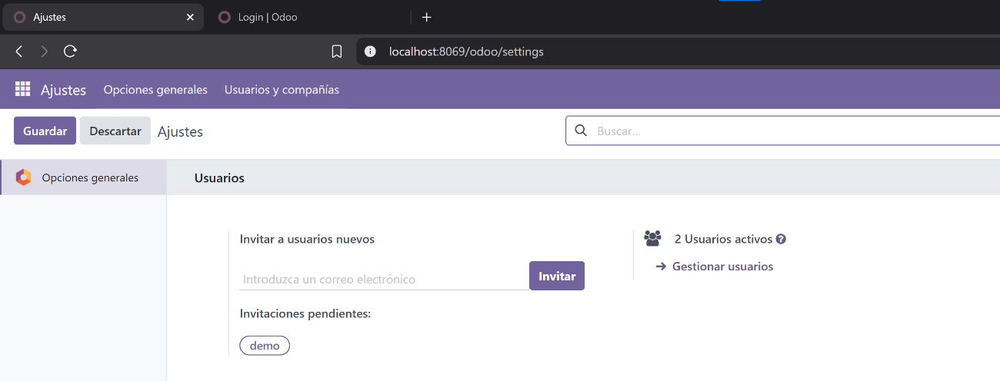 Ajustes
Login | Odoo
localhost:8069/odoo/settings
Ajustes Opciones generales Usuarios y compañías
Guardar Descartar Ajustes Buscar...
Opciones generales
Usuarios
Invitar a usuarios nuevos
Introduzca un correo electrónico Invitar
Invitaciones pendientes:
demo
2 Usuarios activos ?
→ Gestionar usuarios